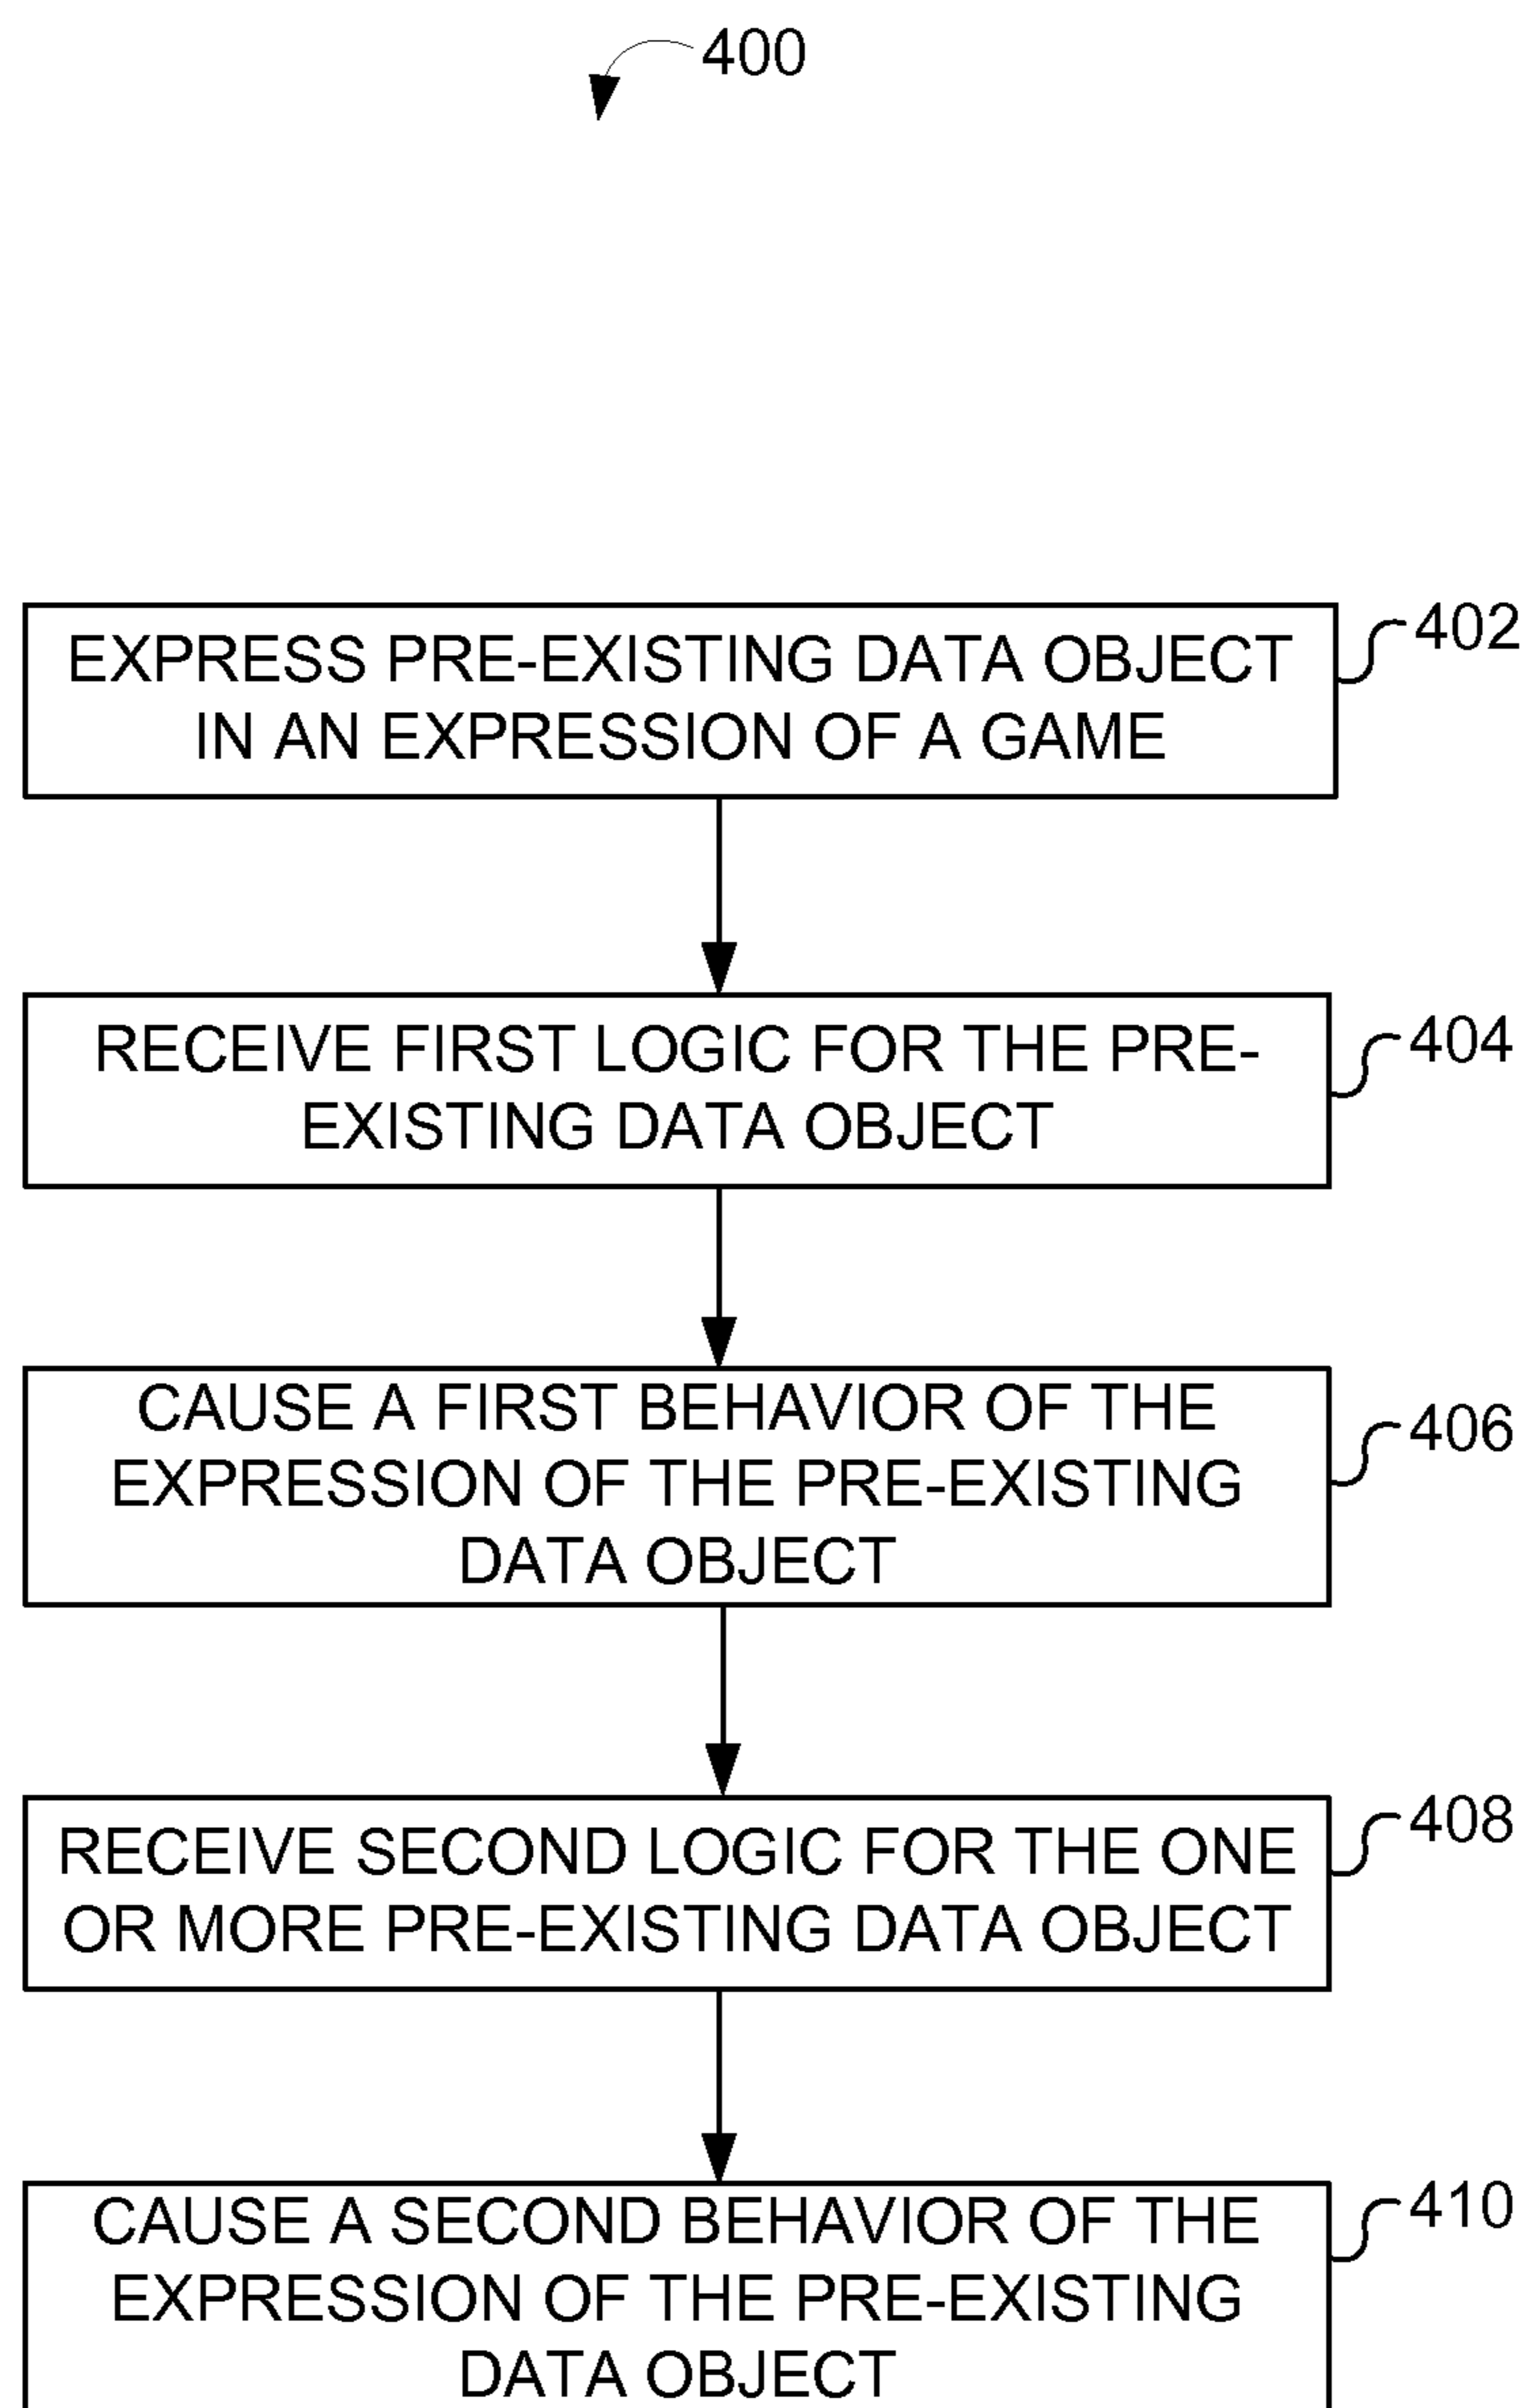 400
EXPRESS PRE-EXISTING DATA OBJECT
IN AN EXPRESSION OF A GAME
402
RECEIVE FIRST LOGIC FOR THE PRE-
EXISTING DATA OBJECT
404
CAUSE A FIRST BEHAVIOR OF THE
EXPRESSION OF THE PRE-EXISTING
DATA OBJECT
406
RECEIVE SECOND LOGIC FOR THE ONE
OR MORE PRE-EXISTING DATA OBJECT
408
CAUSE A SECOND BEHAVIOR OF THE
EXPRESSION OF THE PRE-EXISTING
DATA OBJECT
410